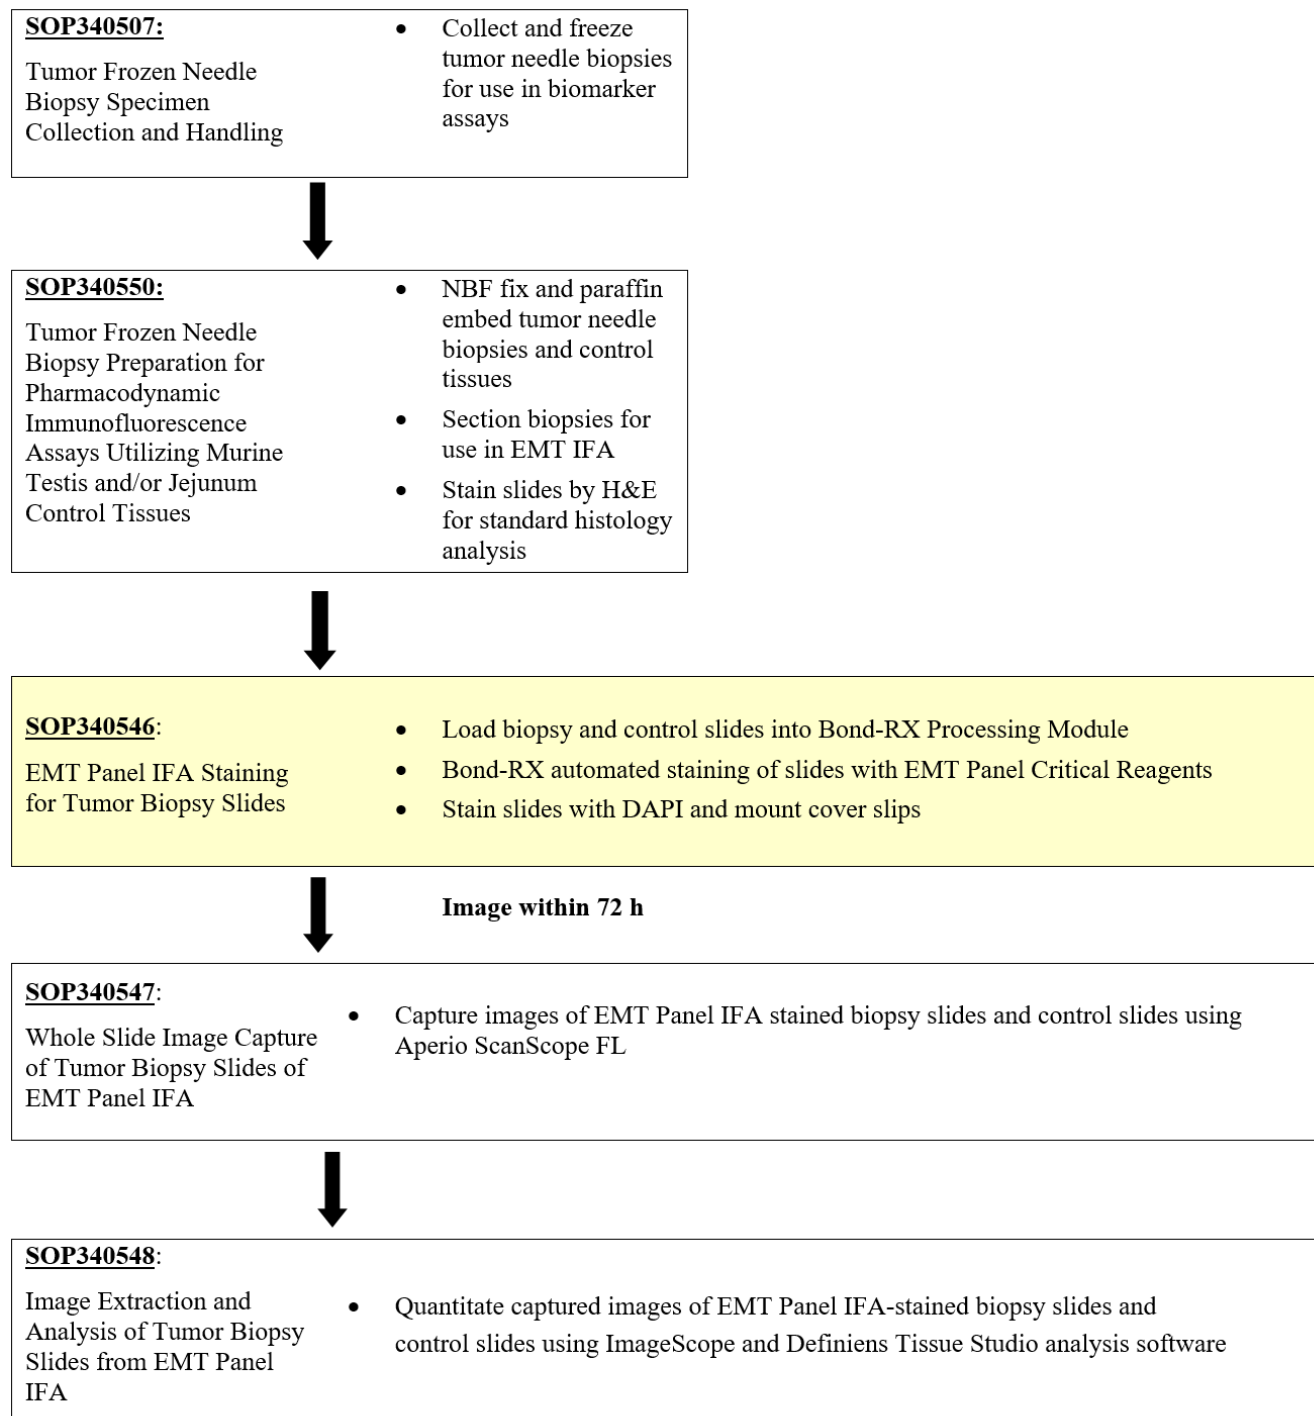 SOP340507:
Tumor Frozen Needle
Biopsy Specimen
Collection and Handling
• Collect and freeze
tumor needle biopsies
for use in biomarker
assays
SOP340550:
Tumor Frozen Needle
Biopsy Preparation for
Pharmacodynamic
Immunofluorescence
Assays Utilizing Murine
Testis and/or Jejunum
Control Tissues
• NBF fix and paraffin
embed tumor needle
biopsies and control
tissues
• Section biopsies for
use in EMT IFA
• Stain slides by H&E
for standard histology
analysis
SOP340546:
EMT Panel IFA Staining
for Tumor Biopsy Slides
• Load biopsy and control slides into Bond-RX Processing Module
• Bond-RX automated staining of slides with EMT Panel Critical Reagents
• Stain slides with DAPI and mount cover slips
Image within 72 h
SOP340547:
Whole Slide Image Capture
of Tumor Biopsy Slides of
EMT Panel IFA
• Capture images of EMT Panel IFA stained biopsy slides and control slides using
Aperio ScanScope FL
SOP340548:
Image Extraction and
Analysis of Tumor Biopsy
Slides from EMT Panel
IFA
• Quantitate captured images of EMT Panel IFA-stained biopsy slides and
control slides using ImageScope and Definiens Tissue Studio analysis software